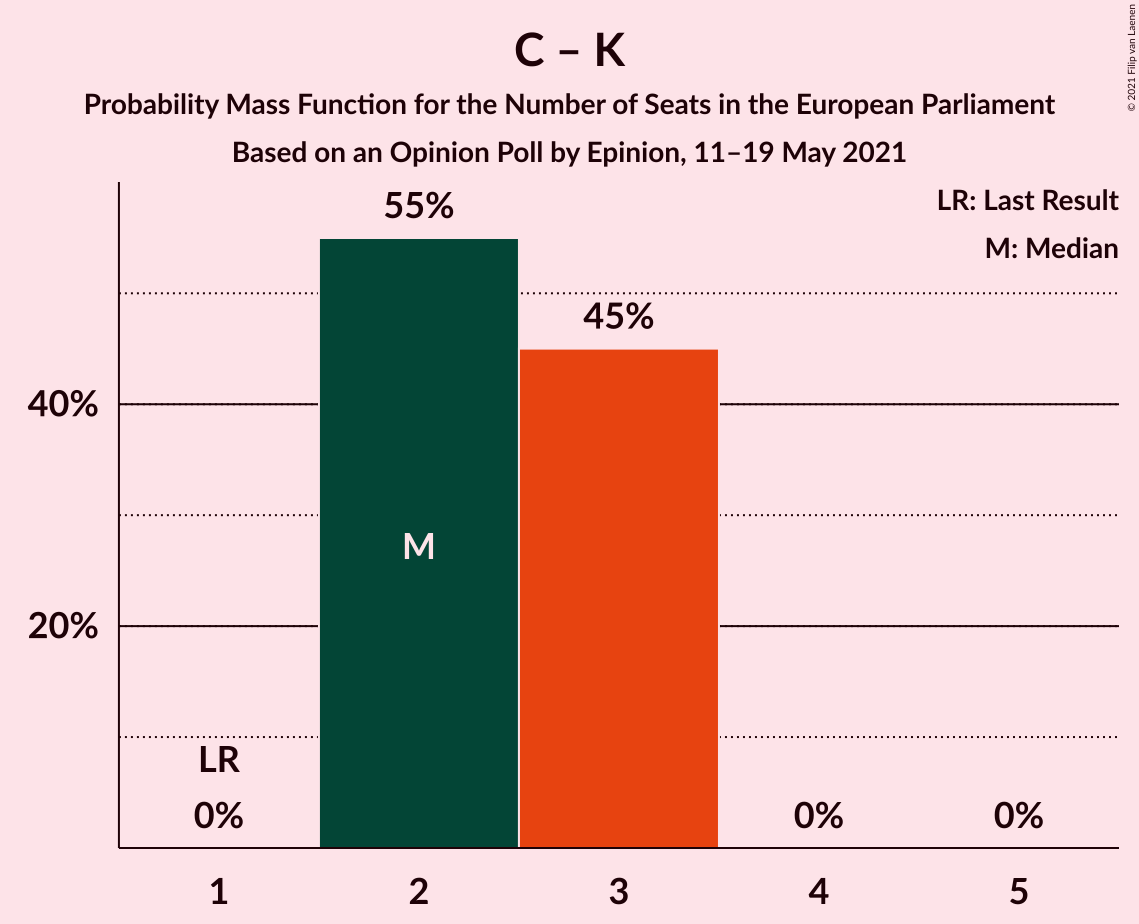 C – K
Probability Mass Function for the Number of Seats in the European Parliament
Based on an Opinion Poll by Epinion, 11–19 May 2021
© 2021 Filip van Laenen
LR: Last Result
M: Median
55%
45%
40%
M
20%
LR
0%
0%
0%
1
2
3
4
5